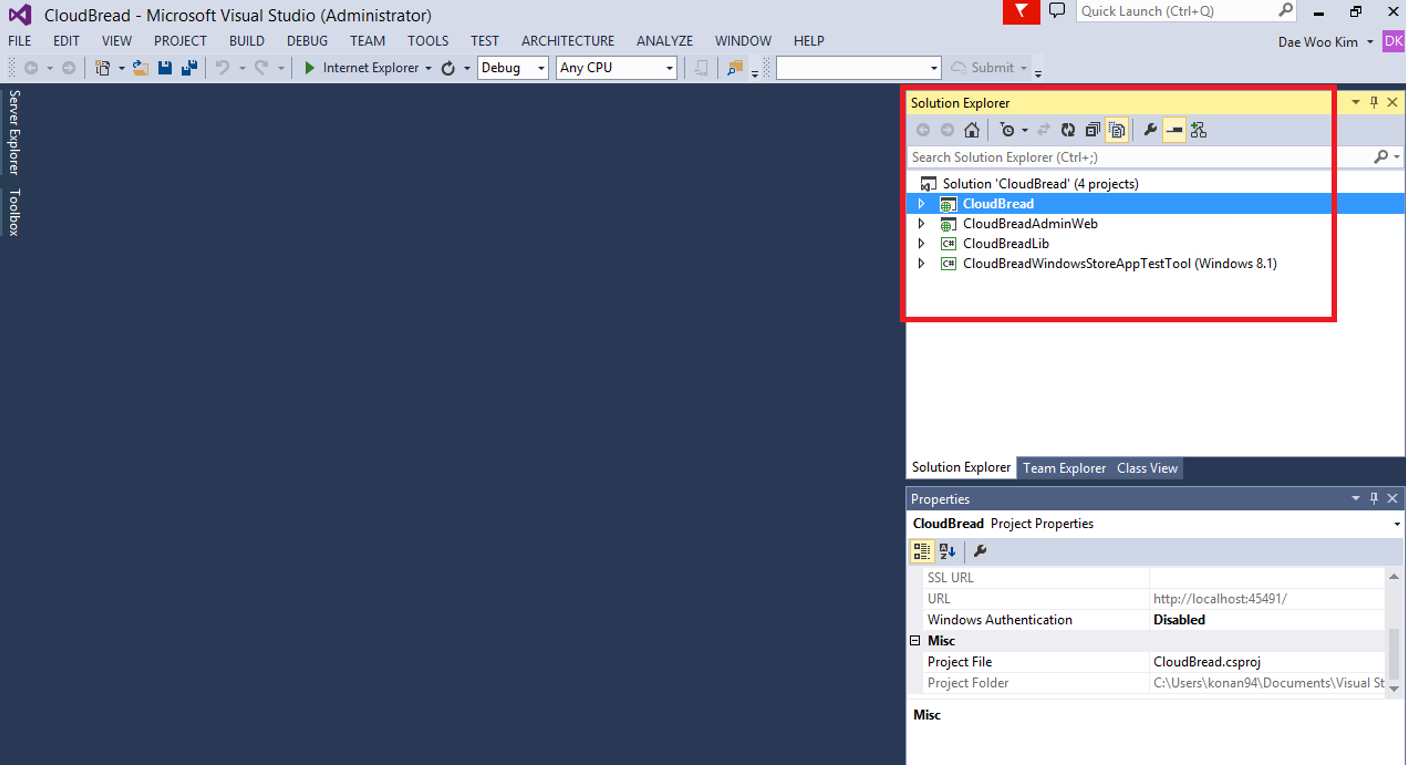 CloudBread - Microsoft Visual Studio (Administrator)
Quick Launch (Ctrl+Q)
FILE EDIT VIEW PROJECT BUILD DEBUG TEAM TOOLS TEST ARCHITECTURE ANALYZE WINDOW HELP
Dae Woo Kim DK
Internet Explorer Debug Any CPU Submit
Server Explorer
Toolbox
Solution Explorer
Search Solution Explorer (Ctrl+;)
Solution 'CloudBread' (4 projects)
CloudBread
CloudBreadAdminWeb
C# CloudBreadLib
C# CloudBreadWindowsStoreAppTestTool (Windows 8.1)
Solution Explorer Team Explorer Class View
Properties
CloudBread Project Properties
SSL URL
URL http://localhost:45491/
Windows Authentication Disabled
Misc
Project File CloudBread.csproj
Project Folder C:\Users\konan94\Documents\Visual St
Misc